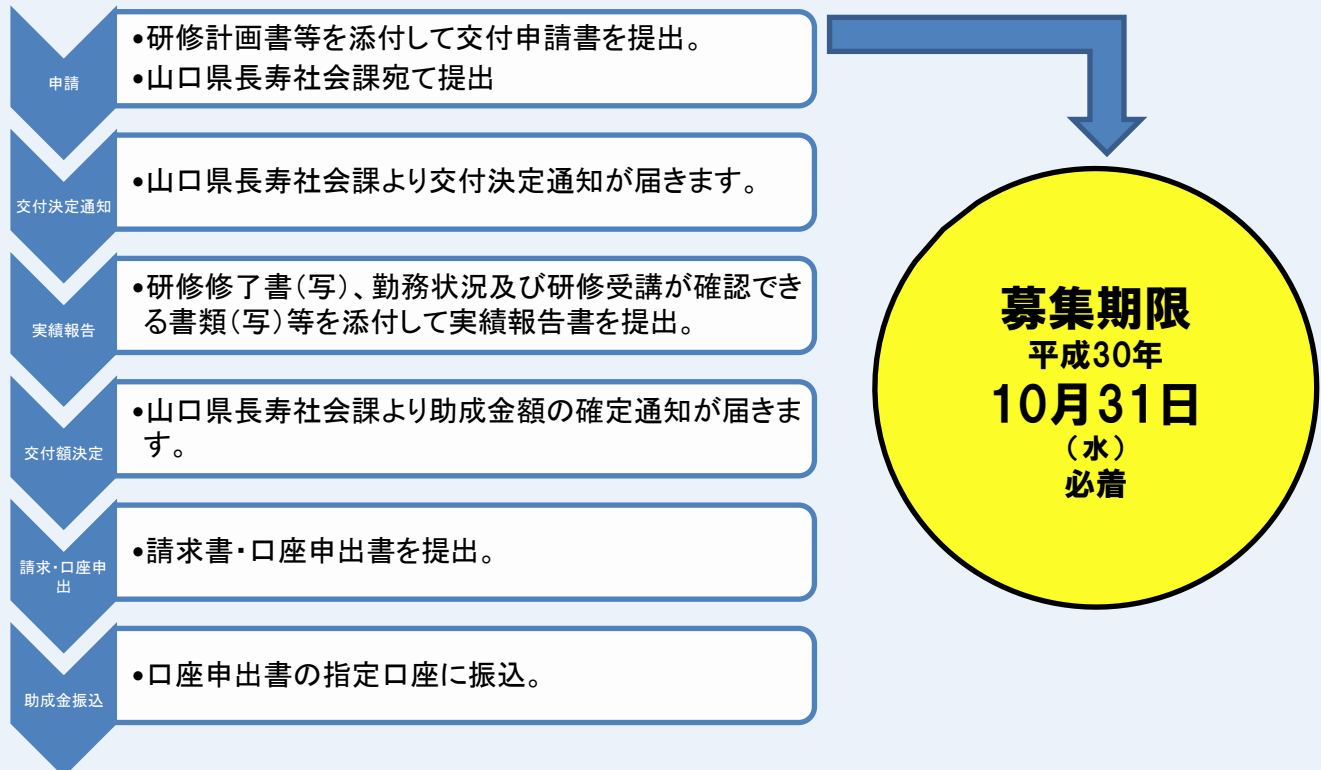 申請
•研修計画書等を添付して交付申請書を提出。
•山口県長寿社会課宛て提出
交付決定通知
•山口県長寿社会課より交付決定通知が届きます。
実績報告
•研修修了書(写)、勤務状況及び研修受講が確認でき
る書類(写)等を添付して実績報告書を提出。
交付額決定
•山口県長寿社会課より助成金額の確定通知が届きま
す。
請求・口座申
出
•請求書・口座申出書を提出。
助成金振込
•口座申出書の指定口座に振込。
募集期限
平成30年
10月31日
(水)
必着